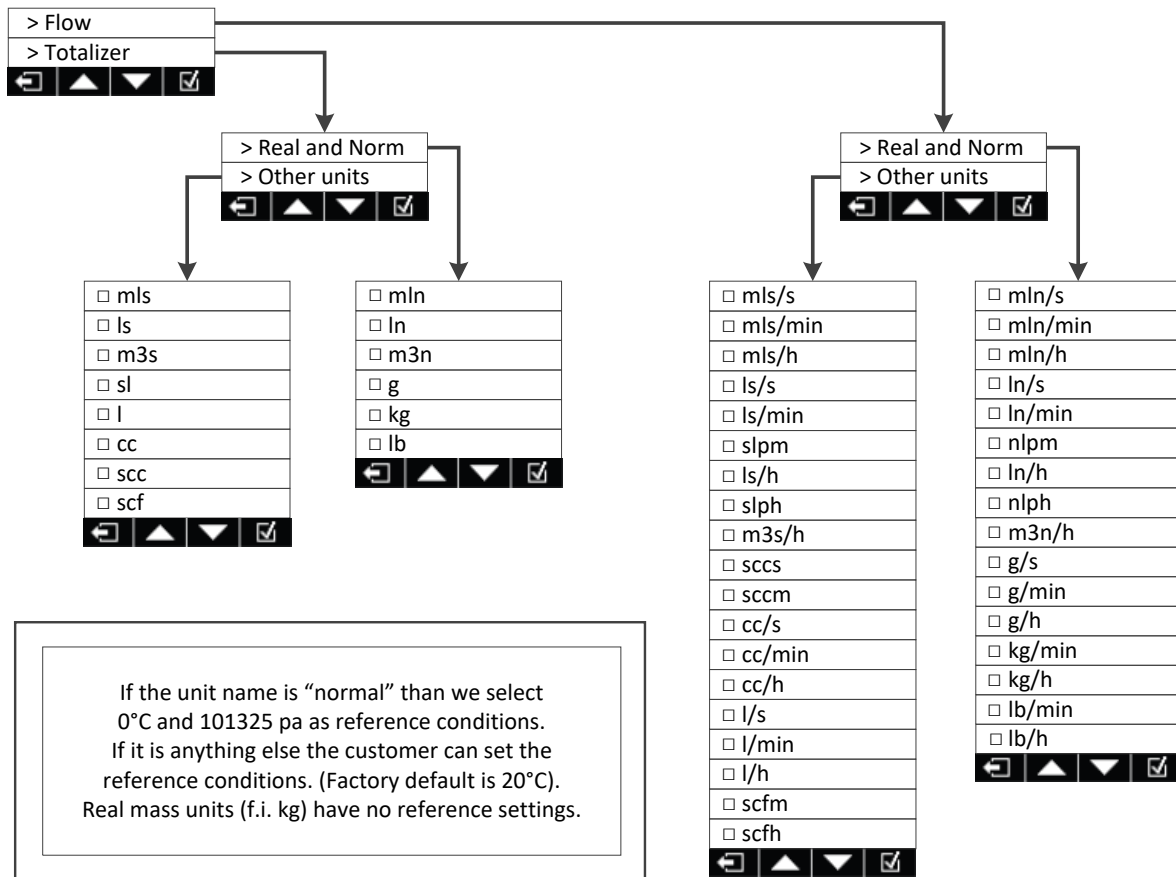 > Flow
> Totalizer
> Real and Norm
> Other units
> Real and Norm
> Other units
□ mls
□ ls
□ m3s
□ sl
□ l
□ cc
□ scc
□ scf
□ mln
□ ln
□ m3n
□ g
□ kg
□ lb
□ mls/s
□ mls/min
□ mls/h
□ ls/s
□ ls/min
□ slpm
□ ls/h
□ slph
□ m3s/h
□ sccs
□ sccm
□ cc/s
□ cc/min
□ cc/h
□ l/s
□ l/min
□ l/h
□ scfm
□ scfh
□ mln/s
□ mln/min
□ mln/h
□ ln/s
□ ln/min
□ nlpm
□ ln/h
□ nlph
□ m3n/h
□ g/s
□ g/min
□ g/h
□ kg/min
□ kg/h
□ lb/min
□ lb/h
If the unit name is “normal” than we select
0°C and 101325 pa as reference conditions.
If it is anything else the customer can set the
reference conditions. (Factory default is 20°C).
Real mass units (f.i. kg) have no reference settings.